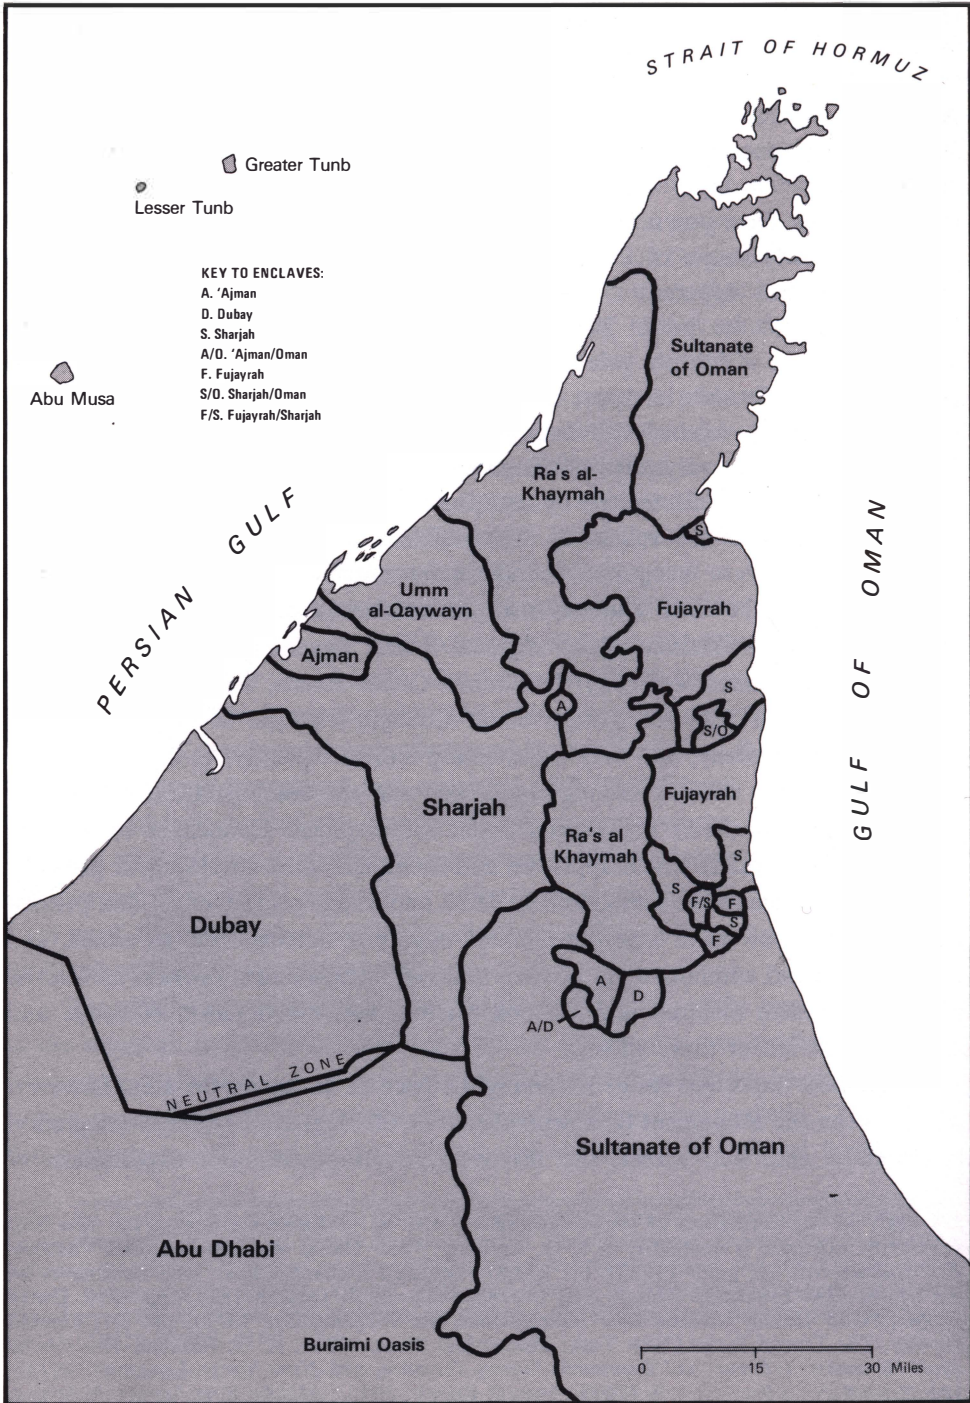 STRAIT OF HORMUZ
Greater Tunb
Lesser Tunb
KEY TO ENCLAVES:
A. 'Ajman
D. Dubay
S. Sharjah
A/O. 'Ajman/Oman
F. Fujayrah
S/O. Sharjah/Oman
F/S. Fujayrah/Sharjah
Abu Musa
Sultanate
of Oman
Ra's al-
Khaymah
PERSIAN GULF
GULF OF OMAN
S
Umm
al-Qaywayn
Fujayrah
Ajman
S
A
S/O
Sharjah
Fujayrah
Ra's al
Khaymah
S
S
F/S
F
S
F
Dubay
A
D
A/D
NEUTRAL ZONE
Sultanate of Oman
Abu Dhabi
Buraimi Oasis
0 15 30 Miles